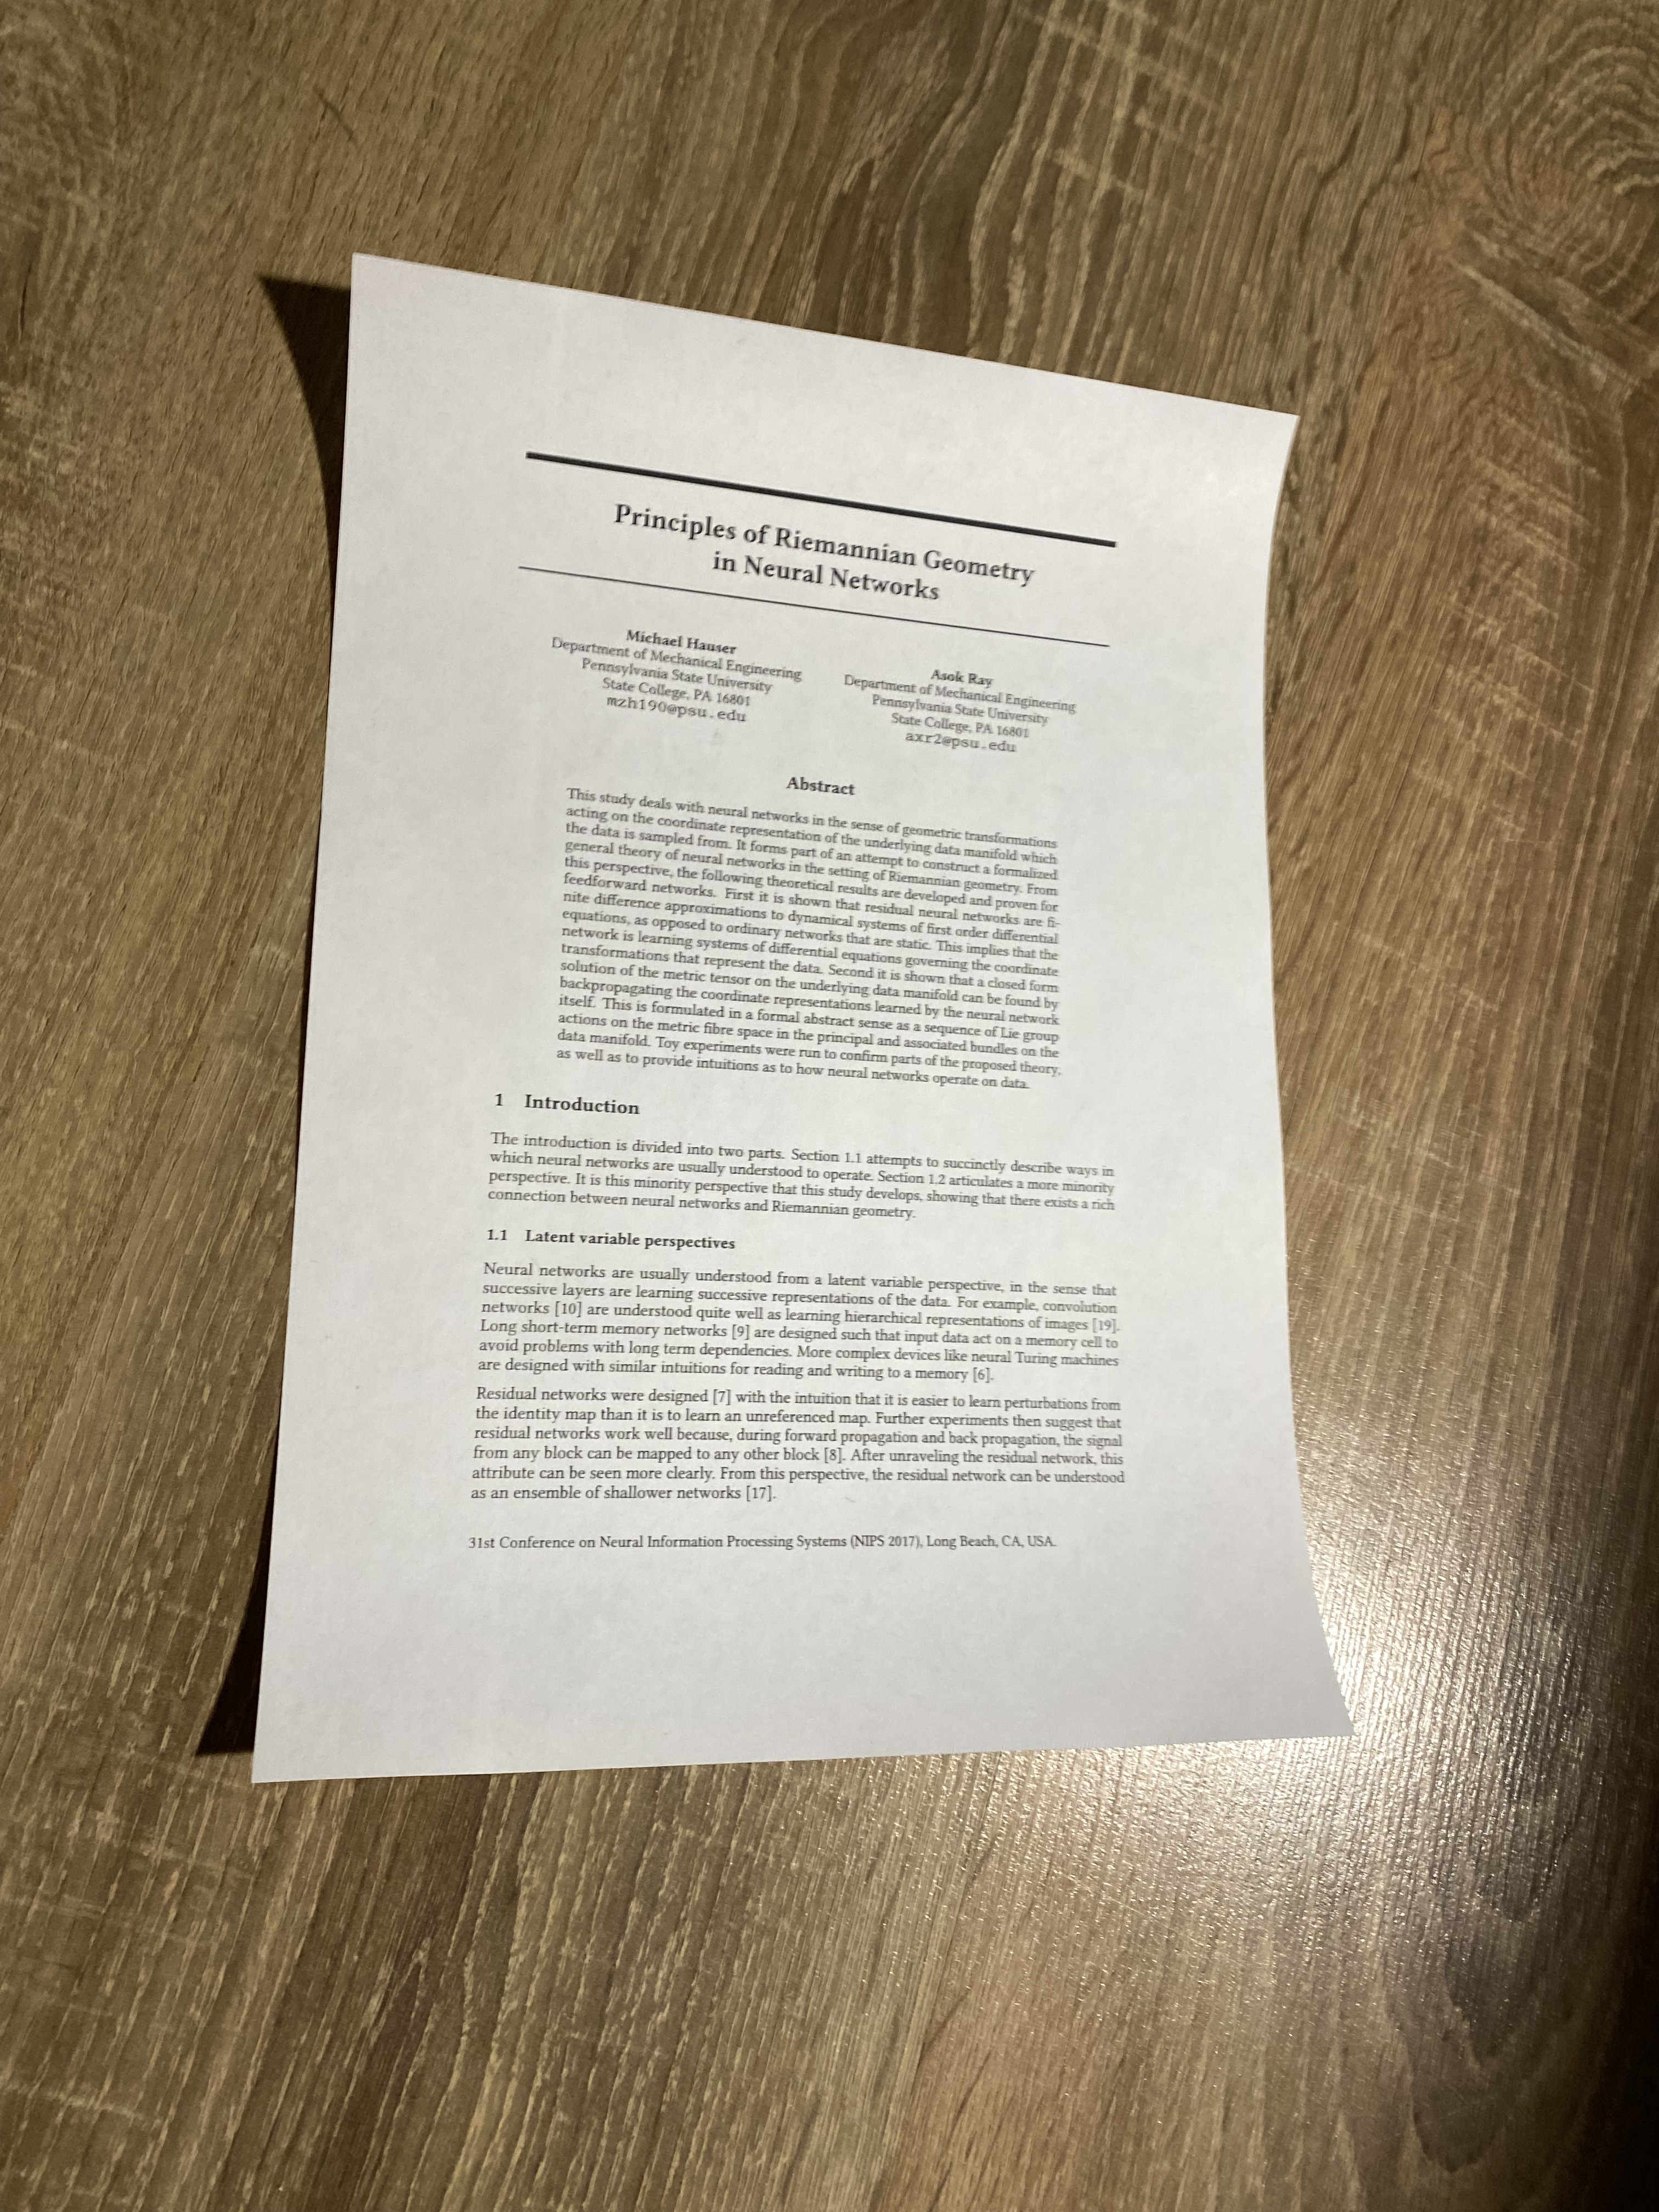 Principles of Riemannian Geometry
in Neural Networks
Michael Hauser
Department of Mechanical Engineering
Pennsylvania State University
State College, PA 16801
mzh190@psu.edu
Asok Ray
Department of Mechanical Engineering
Pennsylvania State University
State College, PA 16801
axr2@psu.edu
Abstract
This study deals with neural networks in the sense of geometric transformations
acting on the coordinate representation of the underlying data manifold which
the data is sampled from. It forms part of an attempt to construct a formalized
general theory of neural networks in the setting of Riemannian geometry. From
this perspective, the following theoretical results are developed and proven for
feedforward networks. First it is shown that residual neural networks are fi-
nite difference approximations to dynamical systems of first order differential
equations, as opposed to ordinary networks that are static. This implies that the
network is learning systems of differential equations governing the coordinate
transformations that represent the data. Second it is shown that a closed form
solution of the metric tensor on the underlying data manifold can be found by
backpropagating the coordinate representations learned by the neural network
itself. This is formulated in a formal abstract sense as a sequence of Lie group
actions on the metric fibre space in the principal and associated bundles on the
data manifold. Toy experiments were run to confirm parts of the proposed theory,
as well as to provide intuitions as to how neural networks operate on data.
1 Introduction
The introduction is divided into two parts. Section 1.1 attempts to succinctly describe ways in
which neural networks are usually understood to operate. Section 1.2 articulates a more minority
perspective. It is this minority perspective that this study develops, showing that there exists a rich
connection between neural networks and Riemannian geometry.
1.1 Latent variable perspectives
Neural networks are usually understood from a latent variable perspective, in the sense that
successive layers are learning successive representations of the data. For example, convolution
networks [10] are understood quite well as learning hierarchical representations of images [19].
Long short-term memory networks [9] are designed such that input data act on a memory cell to
avoid problems with long term dependencies. More complex devices like neural Turing machines
are designed with similar intuitions for reading and writing to a memory [6].
Residual networks were designed [7] with the intuition that it is easier to learn perturbations from
the identity map than it is to learn an unreferenced map. Further experiments then suggest that
residual networks work well because, during forward propagation and back propagation, the signal
from any block can be mapped to any other block [8]. After unraveling the residual network, this
attribute can be seen more clearly. From this perspective, the residual network can be understood
as an ensemble of shallower networks [17].
31st Conference on Neural Information Processing Systems (NIPS 2017), Long Beach, CA, USA.